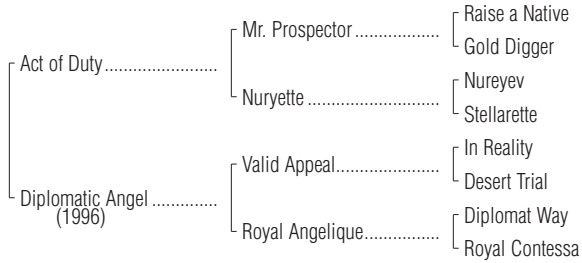 Raise a Native
Mr. Prospector ..................
Gold Digger
Act of Duty........................
Nureyev
Nuryette ............................
Stellarette
In Reality
Valid Appeal......................
Desert Trial
Diplomatic Angel ..............
(1996)
Diplomat Way
Royal Angelique................
Royal Contessa